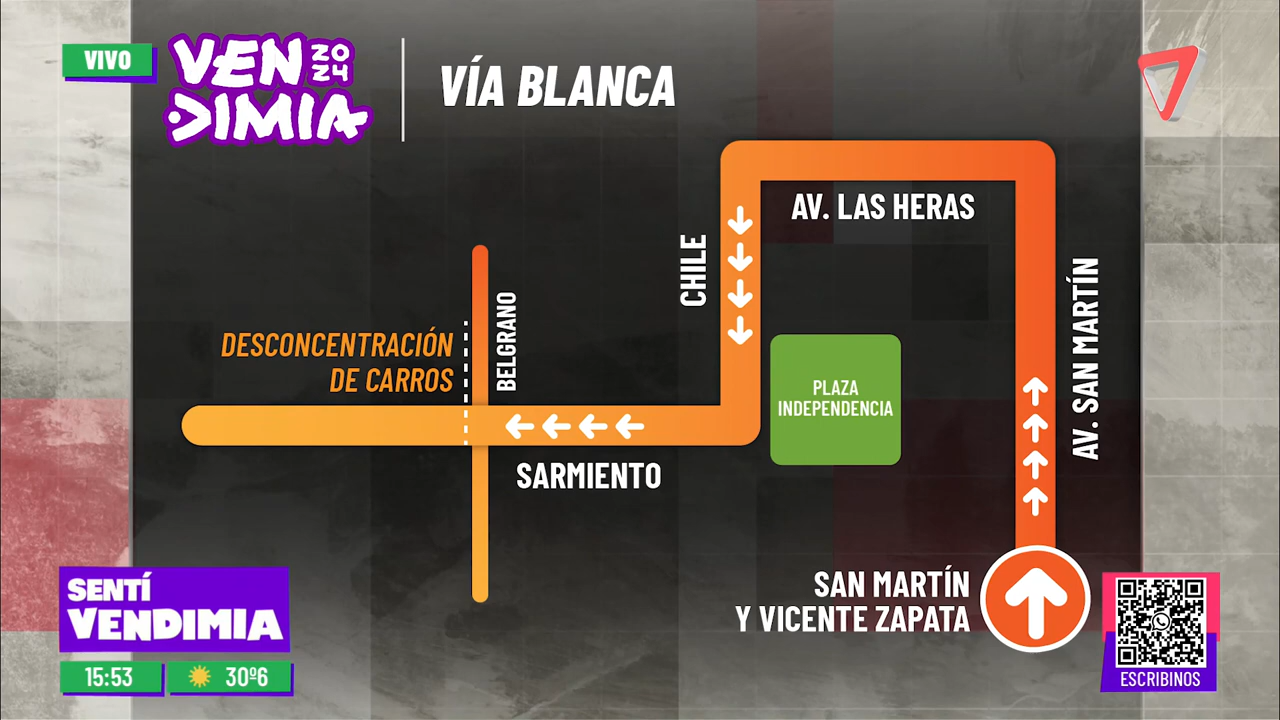 VIVO
VEN 2024
DIMIA
VÍA BLANCA
AV. LAS HERAS
CHILE
AV. SAN MARTÍN
BELGRANO
DESCONCENTRACIÓN
DE CARROS
PLAZA
INDEPENDENCIA
SARMIENTO
SAN MARTÍN
Y VICENTE ZAPATA
SENTÍ
VENDIMIA
15:53
30º6
ESCRIBINOS